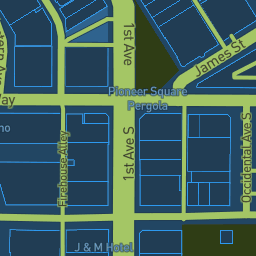 1st Ave
James St
Pioneer Square
Pergola
Firehouse Alley
1st Ave S
Occidental Ave S
J & M Hotel